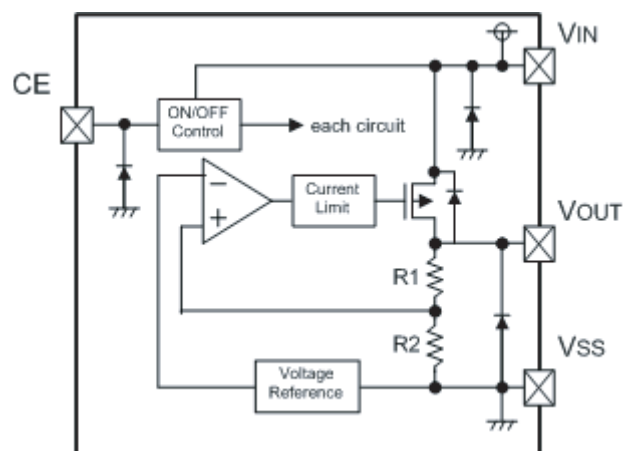 VIN
CE
ON/OFF
Control
each circuit
−
+
Current
Limit
VOUT
R1
R2
VSS
Voltage
Reference